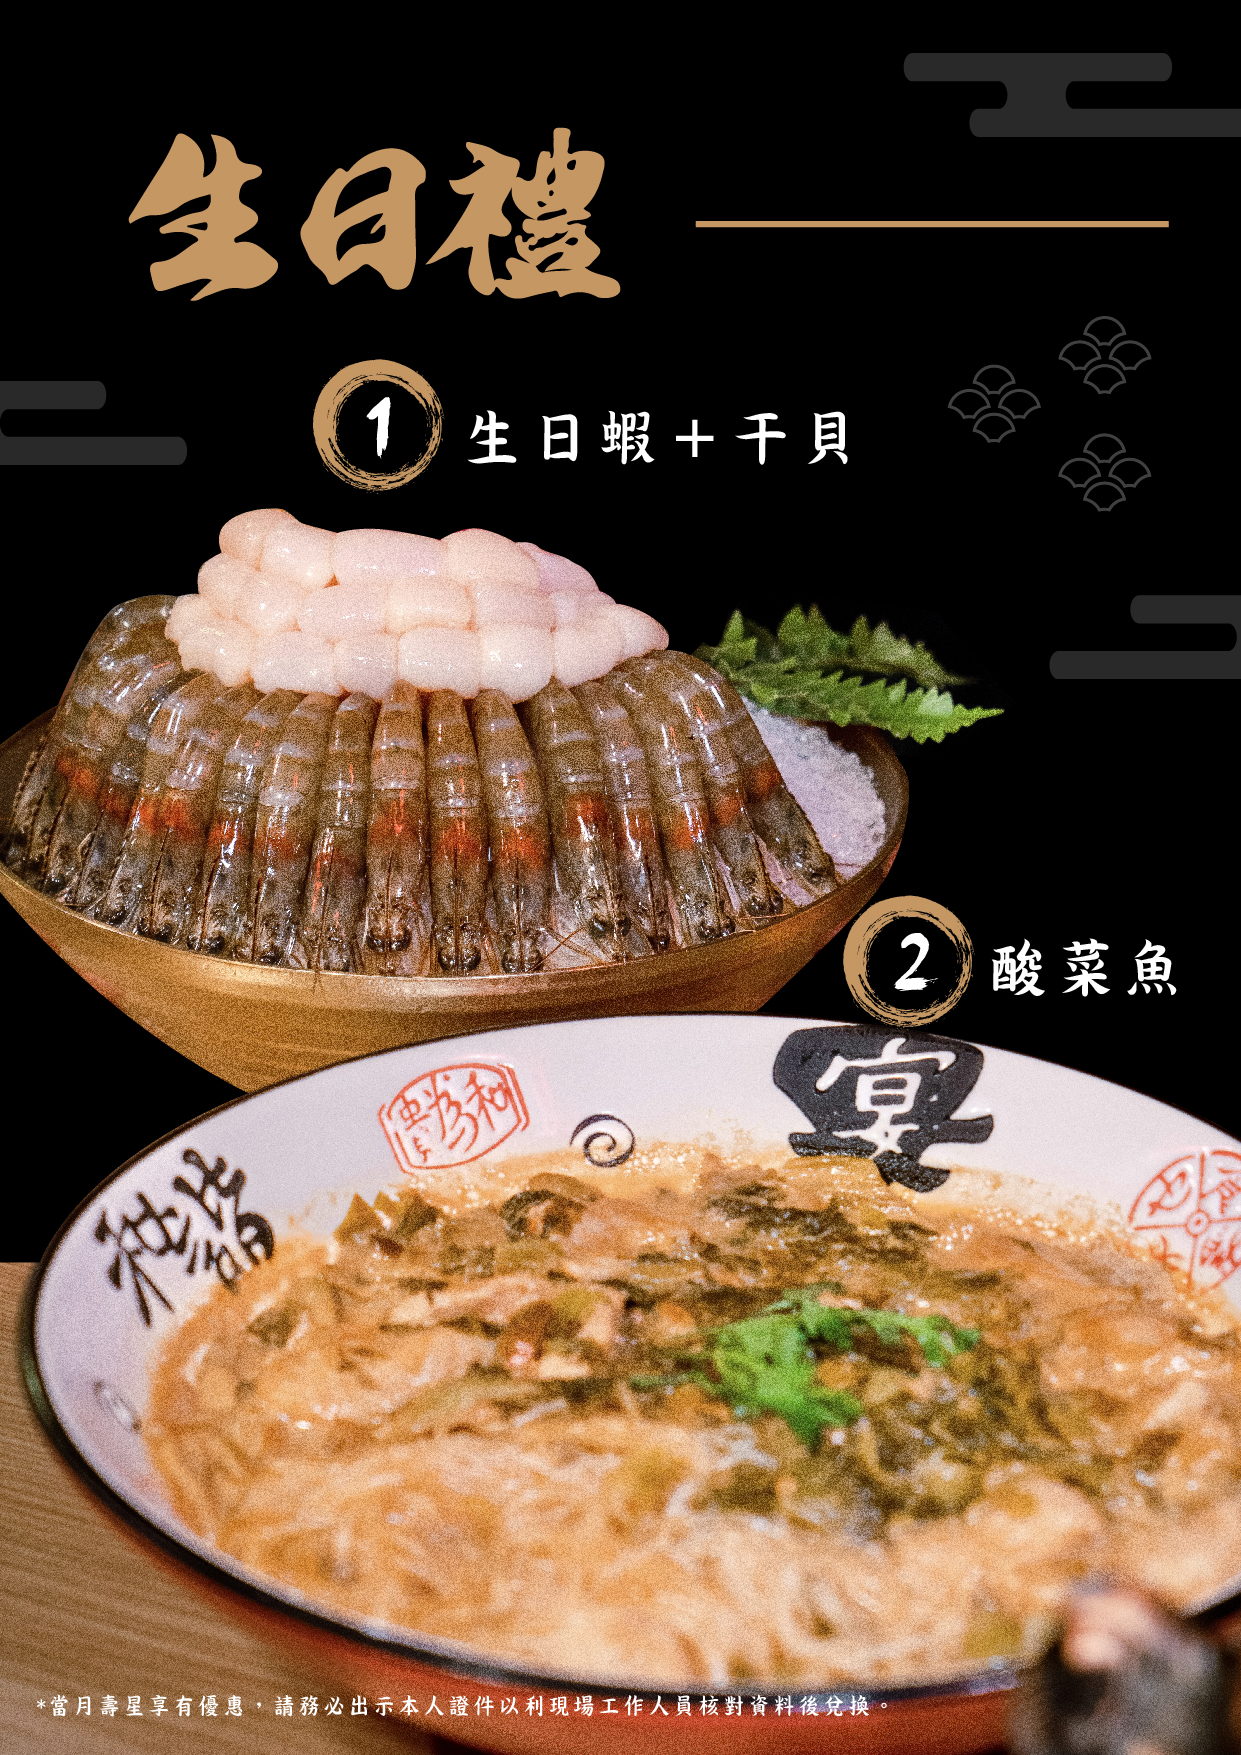 生日禮
1 生日蝦+干貝
2 酸菜魚
宴
*當月壽星享有優惠，請務必出示本人證件以利現場工作人員核對資料後兌換。